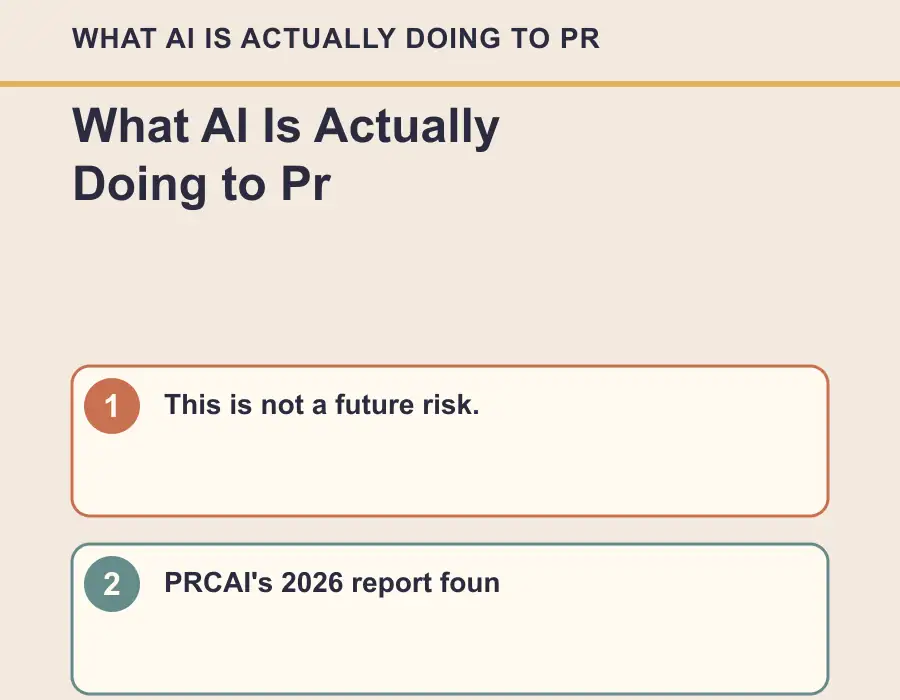 WHAT AI IS ACTUALLY DOING TO PR
What AI Is Actually
Doing to Pr
1
This is not a future risk.
2
PRCAI's 2026 report foun